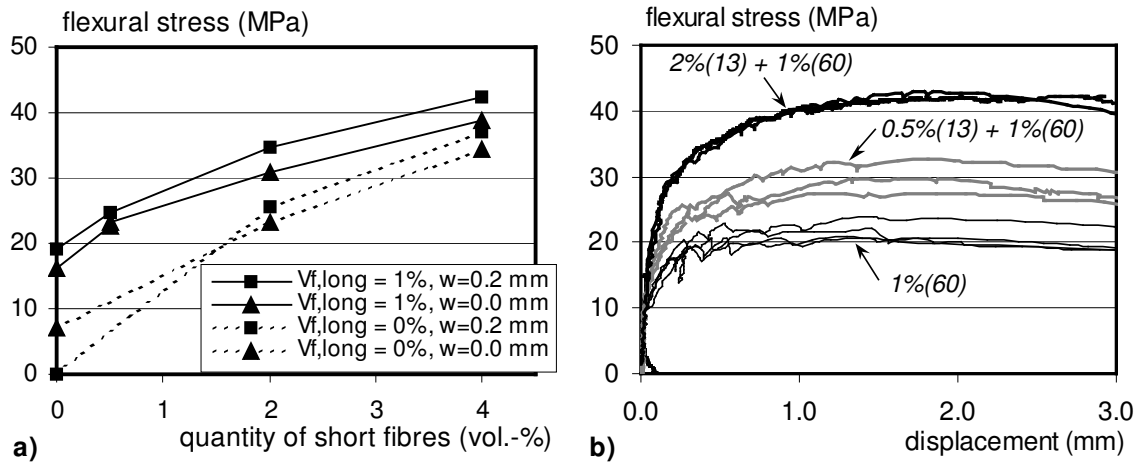 flexural stress (MPa)
50
40
30
20
10
0
0
1
2
3
4
quantity of short fibres (vol.-%)
Vf,long = 1%, w=0.2 mm
Vf,long = 1%, w=0.0 mm
Vf,long = 0%, w=0.2 mm
Vf,long = 0%, w=0.0 mm
a)
flexural stress (MPa)
50
40
30
20
10
0
0.0
1.0
2.0
3.0
displacement (mm)
2%(13) + 1%(60)
0.5%(13) + 1%(60)
1%(60)
b)